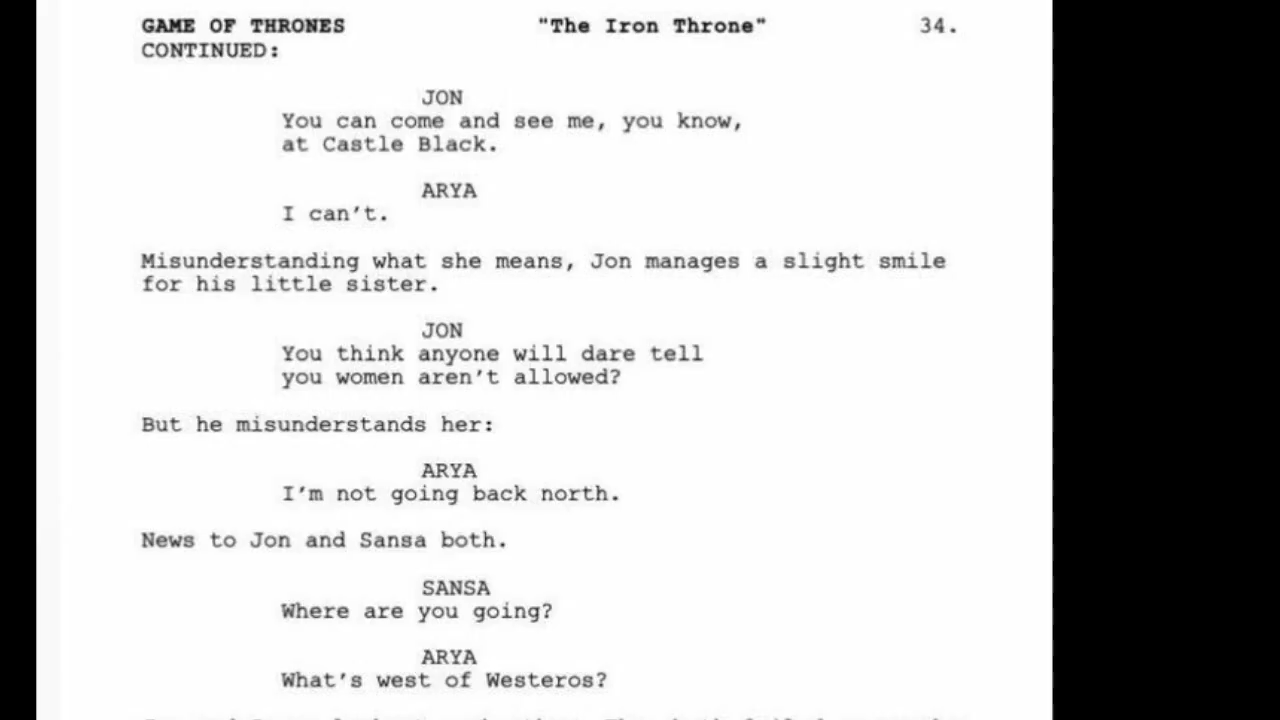 GAME OF THRONES "The Iron Throne" 34.
CONTINUED:
JON
You can come and see me, you know,
at Castle Black.
ARYA
I can't.
Misunderstanding what she means, Jon manages a slight smile
for his little sister.
JON
You think anyone will dare tell
you women aren't allowed?
But he misunderstands her:
ARYA
I'm not going back north.
News to Jon and Sansa both.
SANSA
Where are you going?
ARYA
What's west of Westeros?